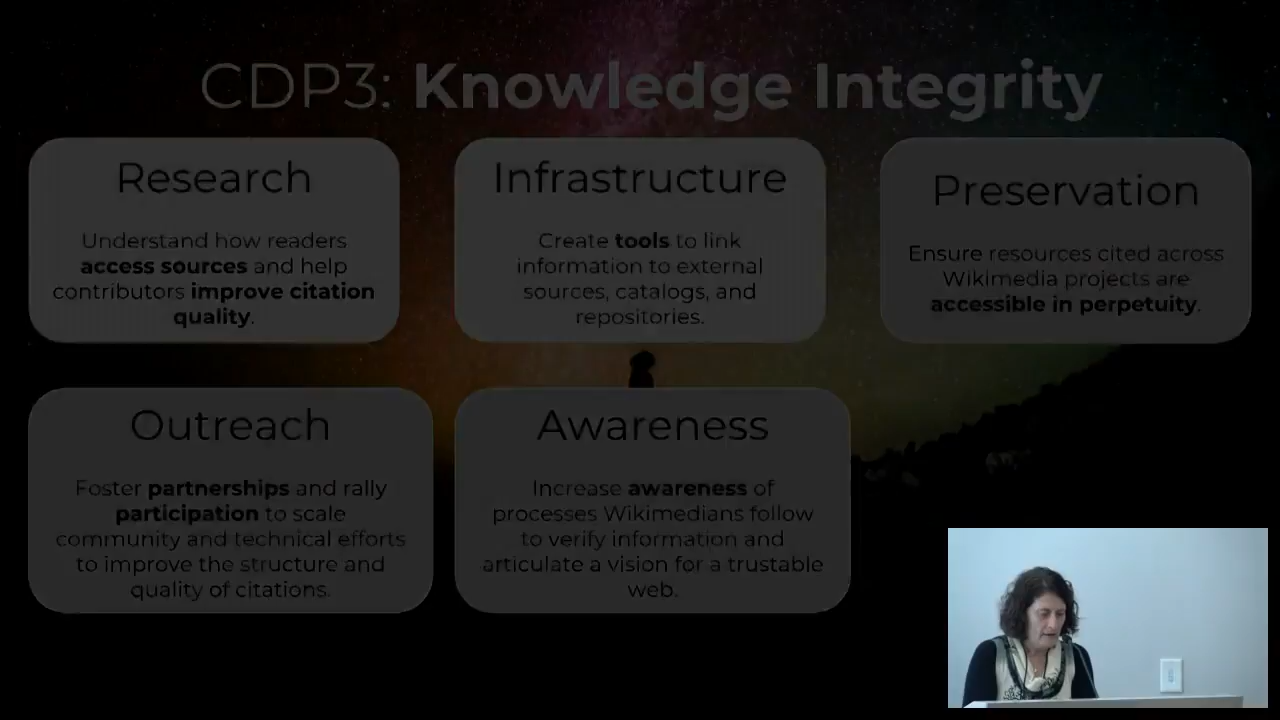 CDP3: Knowledge Integrity
Research
Understand how readers
access sources and help
contributors improve citation
quality.
Infrastructure
Create tools to link
information to external
sources, catalogs, and
repositories.
Preservation
Ensure resources cited across
Wikimedia projects are
accessible in perpetuity.
Outreach
Foster partnerships and rally
participation to scale
community and technical efforts
to improve the structure and
quality of citations.
Awareness
Increase awareness of
processes Wikimedians follow
to verify information and
articulate a vision for a trustable
web.